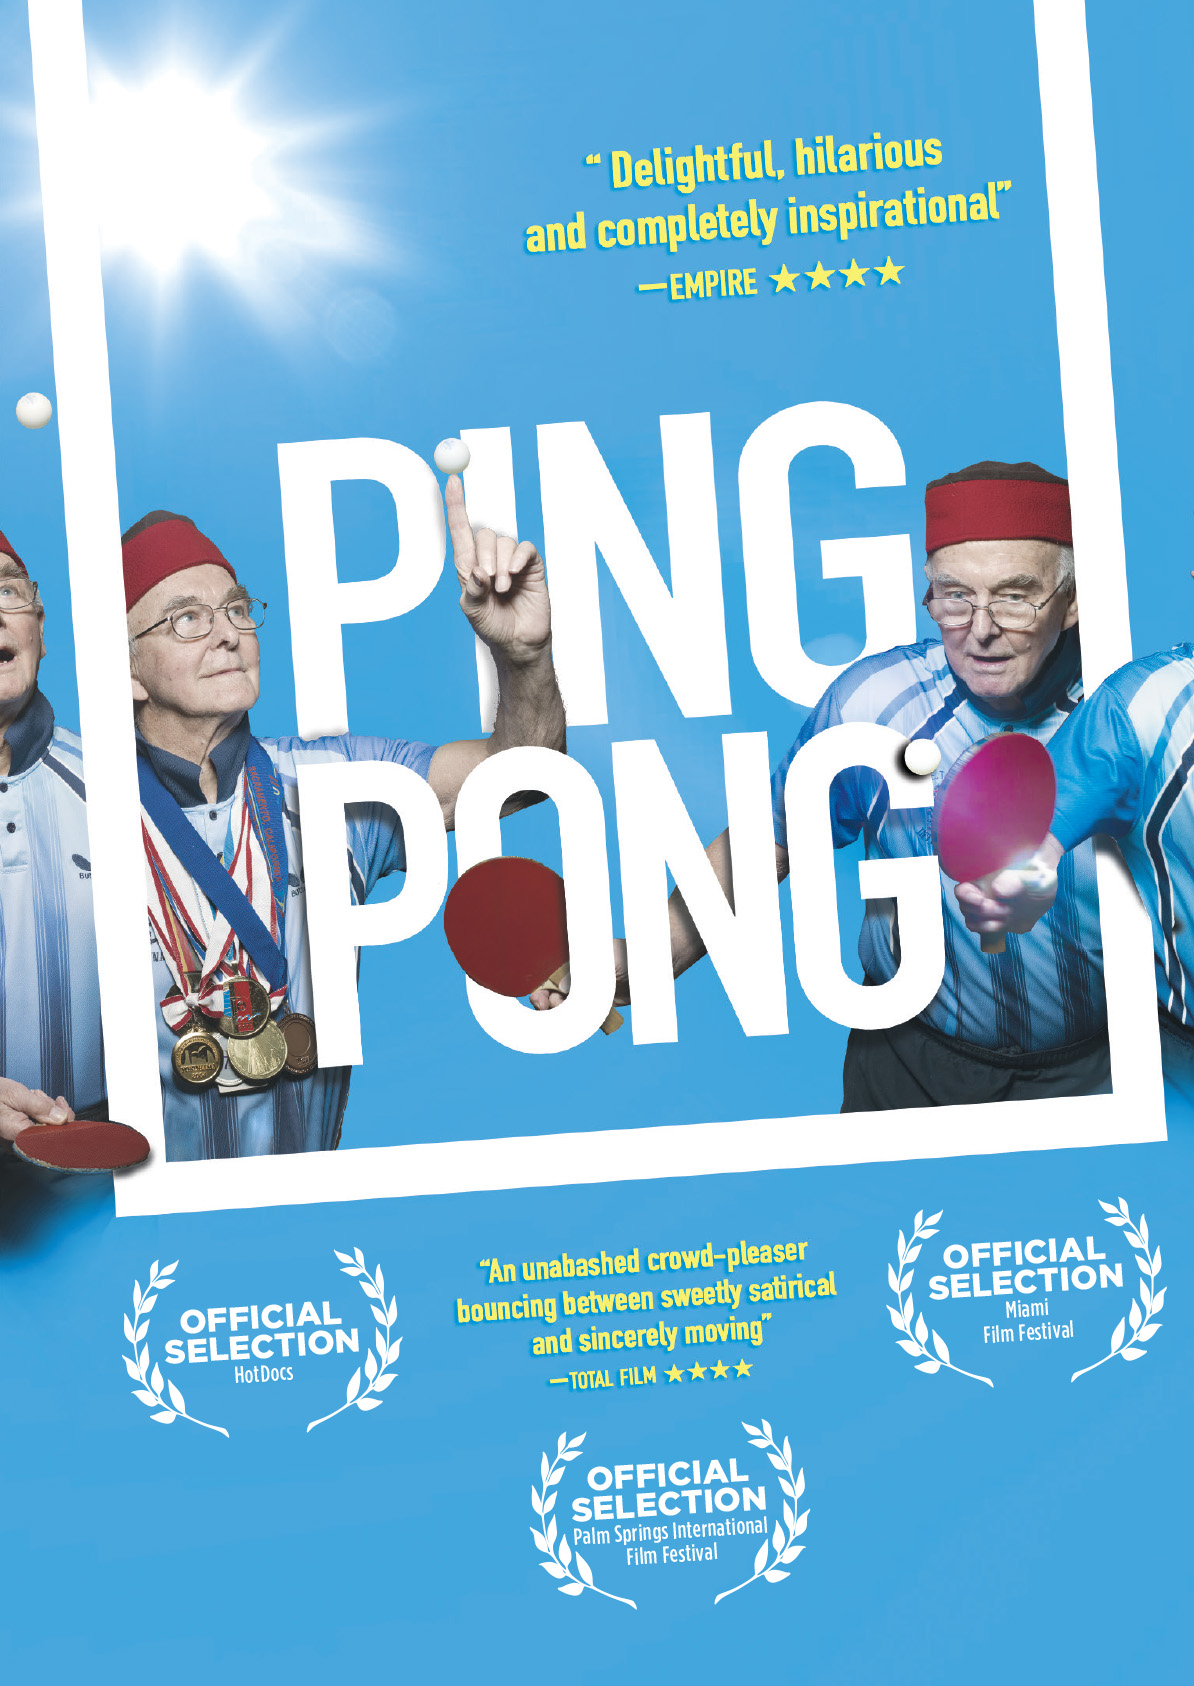 “ Delightful, hilarious
and completely inspirational”
—EMPIRE ★★★★
PING
PONG
“An unabashed crowd-pleaser
bouncing between sweetly satirical
and sincerely moving”
—TOTAL FILM ★★★★
OFFICIAL
SELECTION
HotDocs
OFFICIAL
SELECTION
Miami
Film Festival
OFFICIAL
SELECTION
Palm Springs International
Film Festival